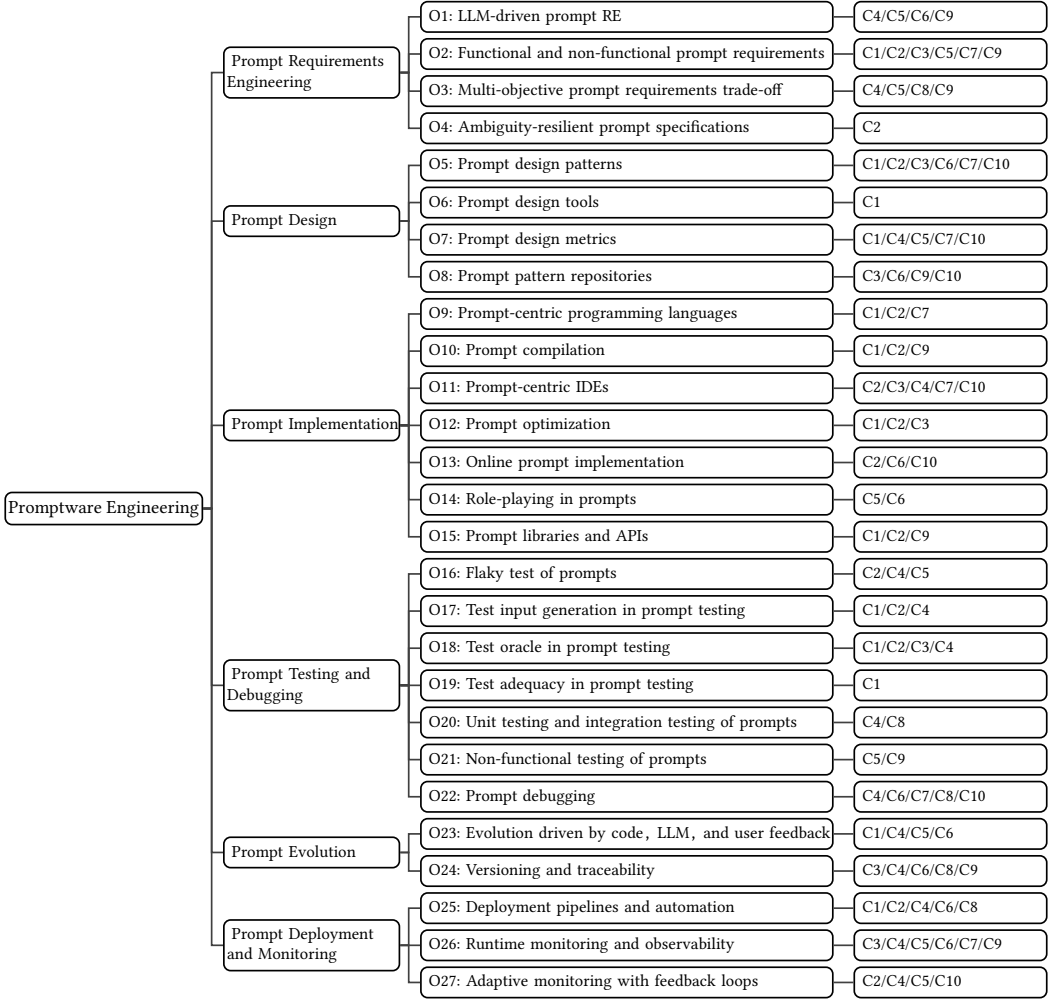 Promptware Engineering
Prompt Requirements
Engineering
O1: LLM-driven prompt RE
C4/C5/C6/C9
O2: Functional and non-functional prompt requirements
C1/C2/C3/C5/C7/C9
O3: Multi-objective prompt requirements trade-off
C4/C5/C8/C9
O4: Ambiguity-resilient prompt specifications
C2
Prompt Design
O5: Prompt design patterns
C1/C2/C3/C6/C7/C10
O6: Prompt design tools
C1
O7: Prompt design metrics
C1/C4/C5/C7/C10
O8: Prompt pattern repositories
C3/C6/C9/C10
Prompt Implementation
O9: Prompt-centric programming languages
C1/C2/C7
O10: Prompt compilation
C1/C2/C9
O11: Prompt-centric IDEs
C2/C3/C4/C7/C10
O12: Prompt optimization
C1/C2/C3
O13: Online prompt implementation
C2/C6/C10
O14: Role-playing in prompts
C5/C6
O15: Prompt libraries and APIs
C1/C2/C9
Prompt Testing and
Debugging
O16: Flaky test of prompts
C2/C4/C5
O17: Test input generation in prompt testing
C1/C2/C4
O18: Test oracle in prompt testing
C1/C2/C3/C4
O19: Test adequacy in prompt testing
C1
O20: Unit testing and integration testing of prompts
C4/C8
O21: Non-functional testing of prompts
C5/C9
O22: Prompt debugging
C4/C6/C7/C8/C10
Prompt Evolution
O23: Evolution driven by code, LLM, and user feedback
C1/C4/C5/C6
O24: Versioning and traceability
C3/C4/C6/C8/C9
Prompt Deployment
and Monitoring
O25: Deployment pipelines and automation
C1/C2/C4/C6/C8
O26: Runtime monitoring and observability
C3/C4/C5/C6/C7/C9
O27: Adaptive monitoring with feedback loops
C2/C4/C5/C10